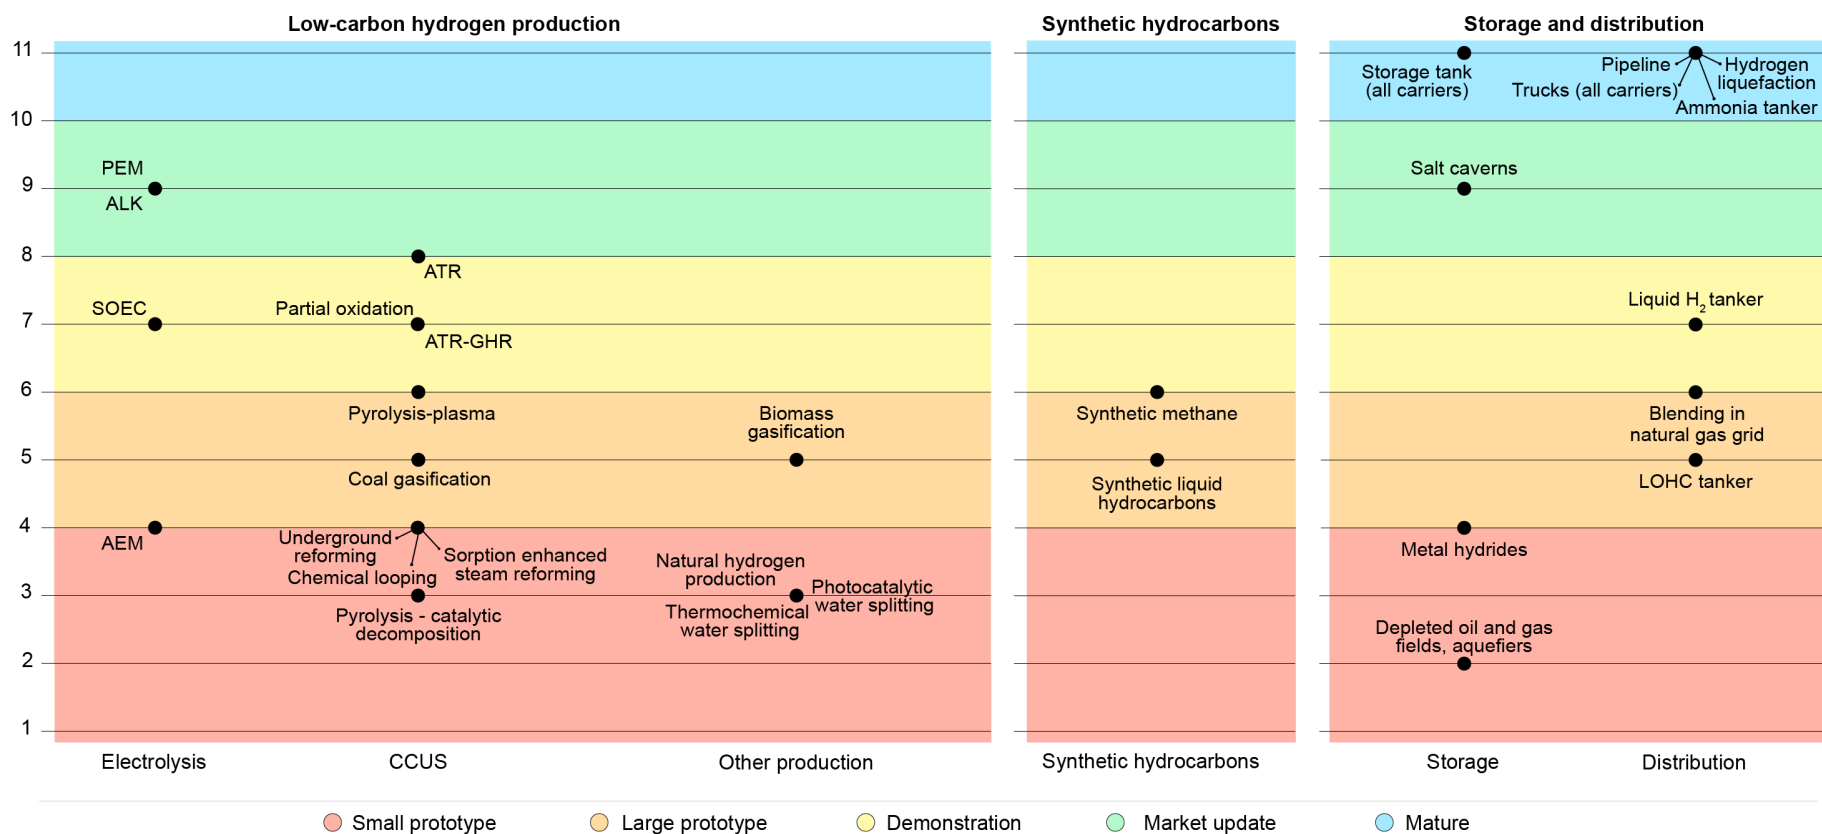 Low-carbon hydrogen production
Synthetic hydrocarbons
Storage and distribution
11
10
9
8
7
6
5
4
3
2
1
PEM
ALK
SOEC
AEM
ATR
Partial oxidation
ATR-GHR
Pyrolysis-plasma
Coal gasification
Underground
reforming
Chemical looping
Sorption enhanced
steam reforming
Pyrolysis - catalytic
decomposition
Biomass
gasification
Natural hydrogen
production
Photocatalytic
water splitting
Thermochemical
water splitting
Synthetic methane
Synthetic liquid
hydrocarbons
Storage tank
(all carriers)
Salt caverns
Metal hydrides
Depleted oil and gas
fields, aquefiers
Pipeline
Trucks (all carriers)
Hydrogen
liquefaction
Ammonia tanker
Liquid H2 tanker
Blending in
natural gas grid
LOHC tanker
Electrolysis
CCUS
Other production
Synthetic hydrocarbons
Storage
Distribution
Small prototype
Large prototype
Demonstration
Market update
Mature